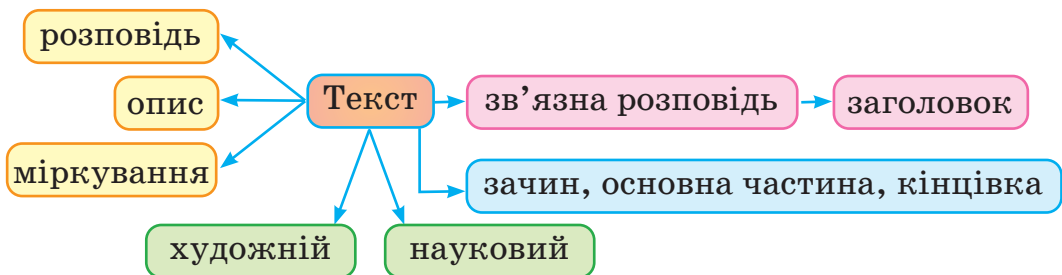 розповідь
опис
міркування
Текст
зв’язна розповідь
заголовок
зачин, основна частина, кінцівка
художній
науковий